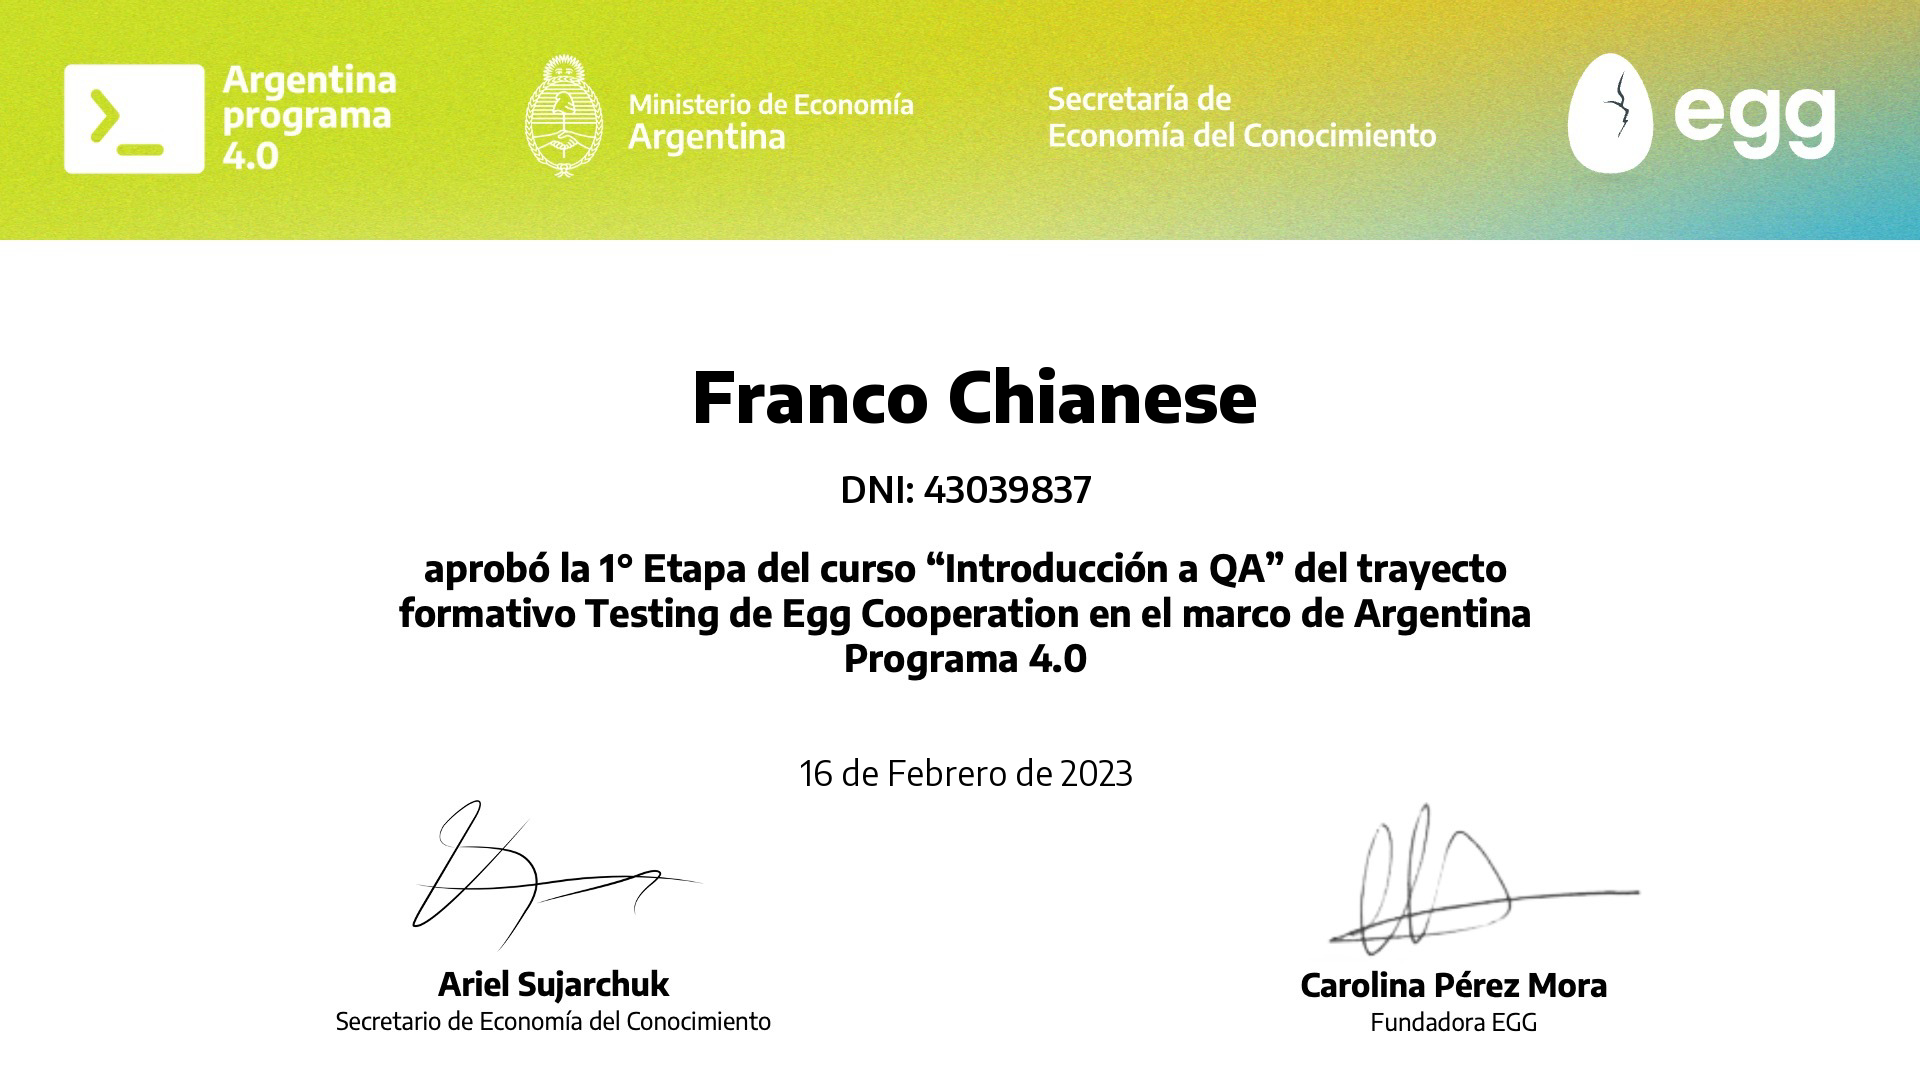 Argentina
programa
4.0
Ministerio de Economía
Argentina
Secretaría de
Economía del Conocimiento
egg
Franco Chianese
DNI: 43039837
aprobó la 1° Etapa del curso “Introducción a QA” del trayecto
formativo Testing de Egg Cooperation en el marco de Argentina
Programa 4.0
16 de Febrero de 2023
Ariel Sujarchuk
Secretario de Economía del Conocimiento
Carolina Pérez Mora
Fundadora EGG